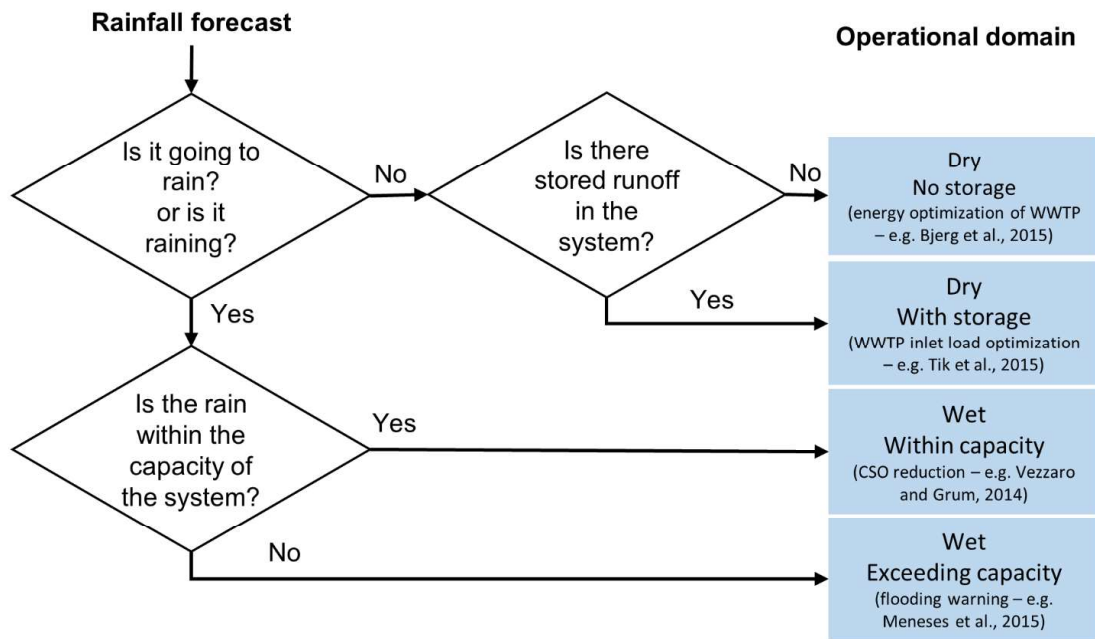 Rainfall forecast
Operational domain
Is it going to
rain?
or is it
raining?
No
Is there
stored runoff
in the
system?
No
Dry
No storage
(energy optimization of WWTP
– e.g. Bjerg et al., 2015)
Yes
Yes
Dry
With storage
(WWTP inlet load optimization
– e.g. Tik et al., 2015)
Is the rain
within the
capacity of
the system?
Yes
Wet
Within capacity
(CSO reduction – e.g. Vezzaro
and Grum, 2014)
No
Wet
Exceeding capacity
(flooding warning – e.g.
Meneses et al., 2015)